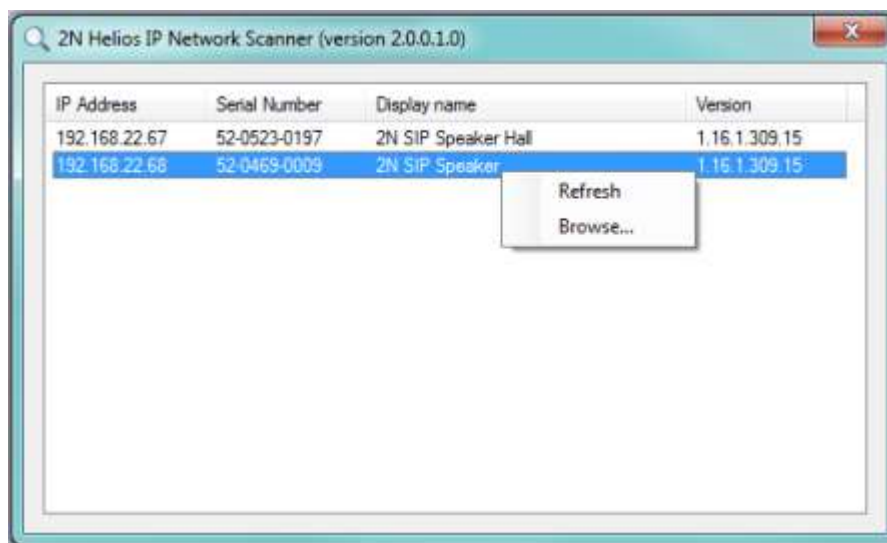 2N Helios IP Network Scanner (version 2.0.0.1.0)
IP Address Serial Number Display name Version
192.168.22.67 52-0523-0197 2N SIP Speaker Hall 1.16.1.309.15
192.168.22.68 52-0469-0009 2N SIP Speaker 1.16.1.309.15
Refresh
Browse...